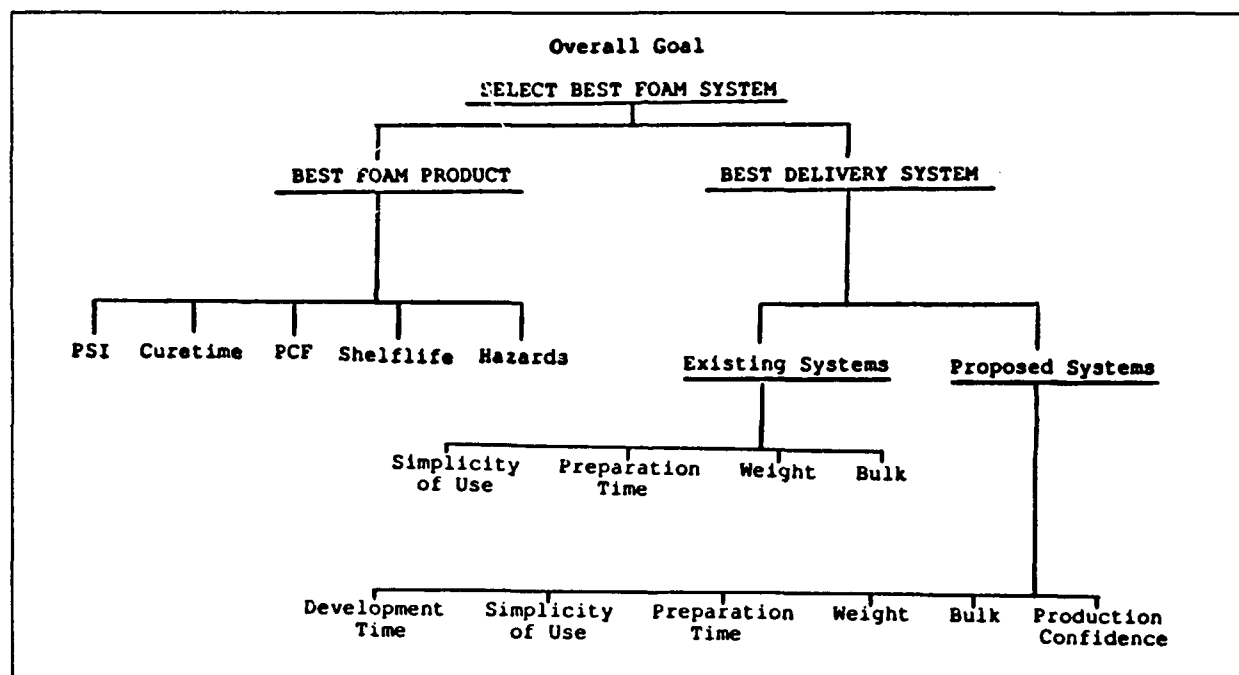 Overall Goal
SELECT BEST FOAM SYSTEM
BEST FOAM PRODUCT
BEST DELIVERY SYSTEM
PSI
Curetime
PCF
Shelflife
Hazards
Existing Systems
Proposed Systems
Simplicity
of Use
Preparation
Time
Weight
Bulk
Development
Time
Simplicity
of Use
Preparation
Time
Weight
Bulk
Production
Confidence